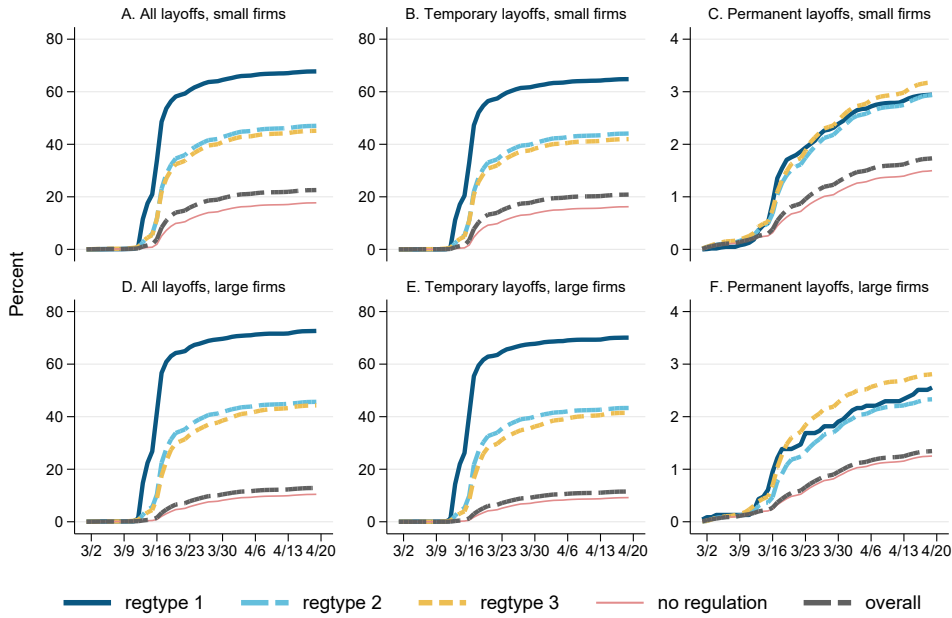 A. All layoffs, small firms
B. Temporary layoffs, small firms
C. Permanent layoffs, small firms
80
60
40
20
0
80
60
40
20
0
4
3
2
1
0
Percent
D. All layoffs, large firms
E. Temporary layoffs, large firms
F. Permanent layoffs, large firms
80
60
40
20
0
80
60
40
20
0
4
3
2
1
0
3/2 3/9 3/16 3/23 3/30 4/6 4/13 4/20
3/2 3/9 3/16 3/23 3/30 4/6 4/13 4/20
3/2 3/9 3/16 3/23 3/30 4/6 4/13 4/20
regtype 1 regtype 2 regtype 3 no regulation overall